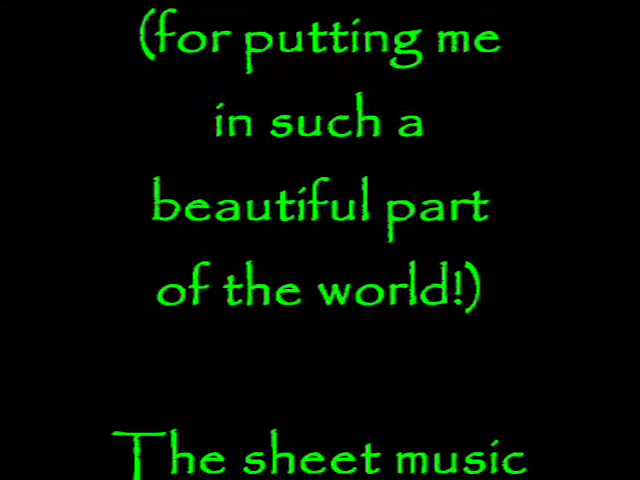 (for putting me
in such a
beautiful part
of the world!)
The sheet music